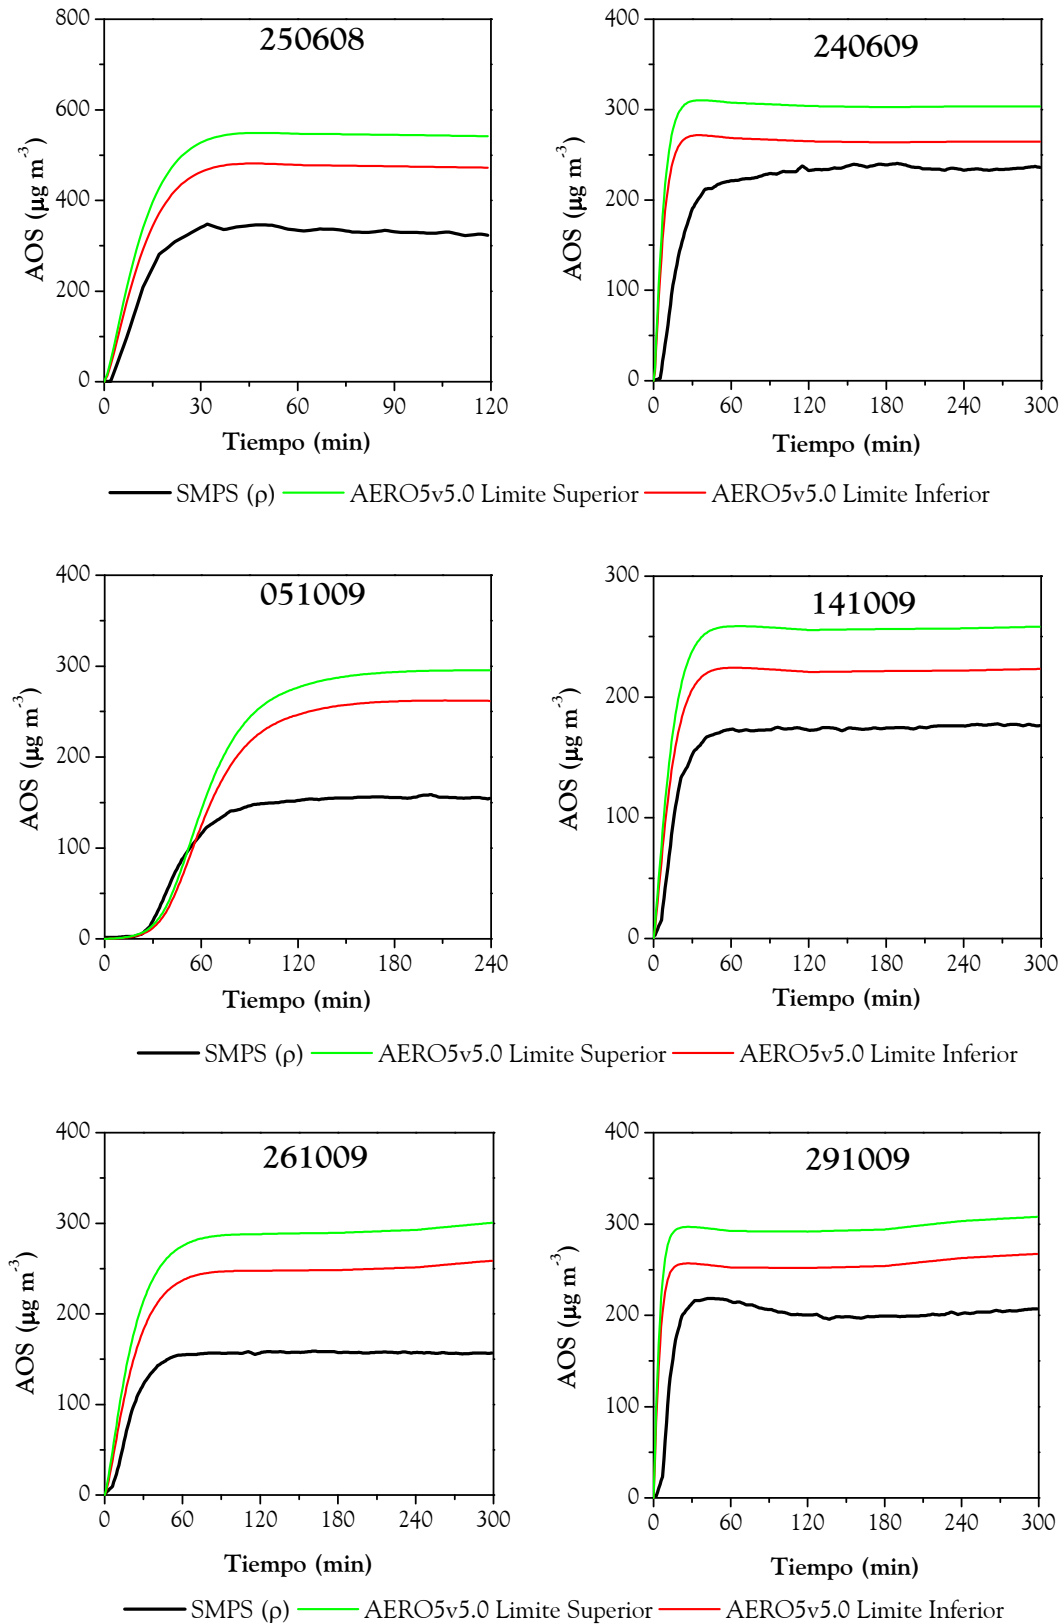 250608
AOS (µg m-3)
800
600
400
200
0
0 30 60 90 120
Tiempo (min)
240609
AOS (µg m-3)
400
300
200
100
0
0 60 120 180 240 300
Tiempo (min)
SMPS (ρ) AERO5v5.0 Limite Superior AERO5v5.0 Limite Inferior
051009
AOS (µg m-3)
400
300
200
100
0
0 60 120 180 240
Tiempo (min)
141009
AOS (µg m-3)
300
200
100
0
0 60 120 180 240 300
Tiempo (min)
SMPS (ρ) AERO5v5.0 Limite Superior AERO5v5.0 Limite Inferior
261009
AOS (µg m-3)
400
300
200
100
0
0 60 120 180 240 300
Tiempo (min)
291009
AOS (µg m-3)
400
300
200
100
0
0 60 120 180 240 300
Tiempo (min)
SMPS (ρ) AERO5v5.0 Limite Superior AERO5v5.0 Limite Inferior